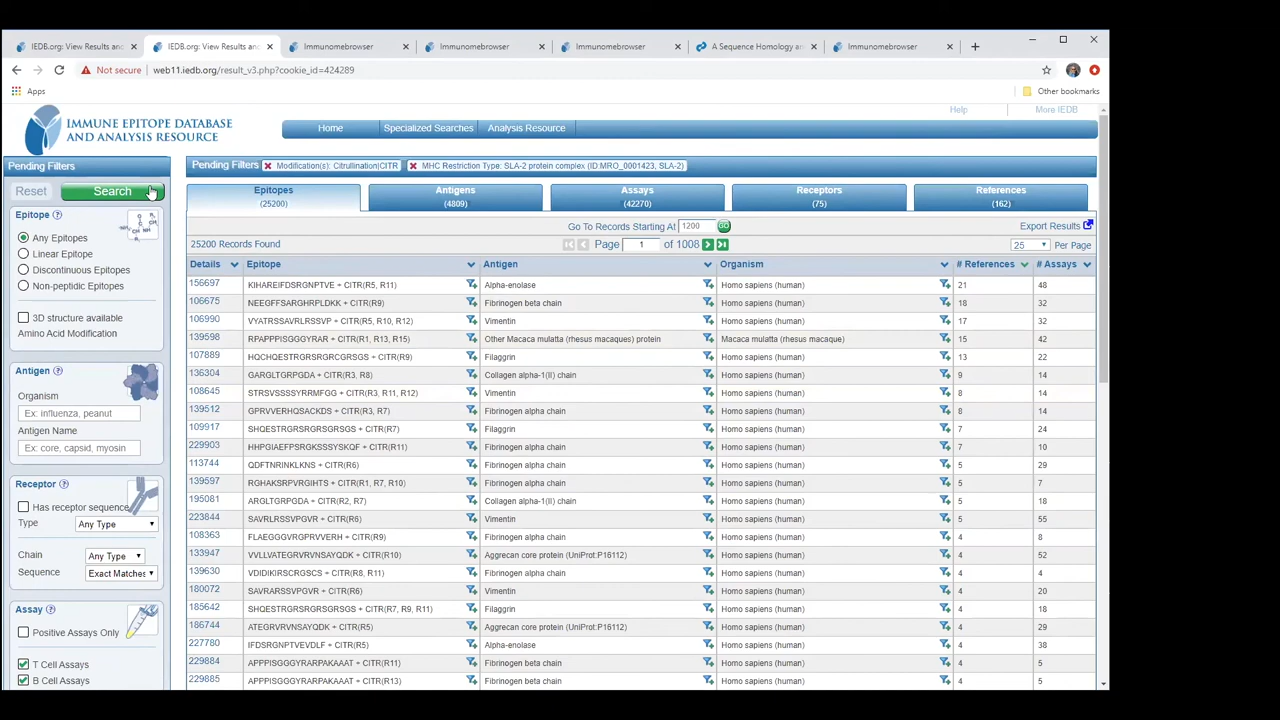 IEDB.org: View Results and
IEDB.org: View Results and
Immunomebrowser
Immunomebrowser
Immunomebrowser
A Sequence Homology an
Immunomebrowser
Not secure
web11.iedb.org/result_v3.php?cookie_id=424289
Apps
Other bookmarks
IMMUNE EPITOPE DATABASE
AND ANALYSIS RESOURCE
Help
More IEDB
Home
Specialized Searches
Analysis Resource
Pending Filters
Reset
Search
Epitope
Any Epitopes
Linear Epitope
Discontinuous Epitopes
Non-peptidic Epitopes
3D structure available
Amino Acid Modification
Antigen
Organism
Ex: influenza, peanut
Antigen Name
Ex: core, capsid, myosin
Receptor
Has receptor sequence
Type Any Type
Chain Any Type
Sequence Exact Matches
Assay
Positive Assays Only
T Cell Assays
B Cell Assays
Pending Filters Modification(s): Citrullination|CITR MHC Restriction Type: SLA-2 protein complex (ID:MRO_0001423, SLA-2)
Epitopes
(25200)
Antigens
(4809)
Assays
(42270)
Receptors
(75)
References
(162)
Go To Records Starting At 1200 GO
Export Results
25200 Records Found
Page 1 of 1008
25 Per Page
Details Epitope Antigen Organism # References # Assays
156697 KIHAREIFDSRGNPTVE + CITR(R5, R11) Alpha-enolase Homo sapiens (human) 21 48
106675 NEEGFFSARGHRPLDKK + CITR(R9) Fibrinogen beta chain Homo sapiens (human) 18 32
106990 VYATRSSAVRLRSSVP + CITR(R5, R10, R12) Vimentin Homo sapiens (human) 17 32
139598 RPAPPPISGGGYRAR + CITR(R1, R15) Other Macaca mulatta (rhesus macaques) protein Macaca mulatta (rhesus macaque) 15 42
107889 HQCHQESTRGRSRGRCGRSGS + CITR(R9) Filaggrin Homo sapiens (human) 13 22
136304 GARGLTGRPGDA + CITR(R3, R8) Collagen alpha-1(II) chain Homo sapiens (human) 9 14
108645 STRSVSSSSYRRMFGG + CITR(R3, R11, R12) Vimentin Homo sapiens (human) 8 14
139512 GPRVVERHQSACKDS + CITR(R3, R7) Fibrinogen alpha chain Homo sapiens (human) 8 14
109917 SHQESTRGRSRGRSGRSGS + CITR(R7) Filaggrin Homo sapiens (human) 7 24
229903 HHPGIAEFPSRGKSSSYSKQF + CITR(R11) Fibrinogen alpha chain Homo sapiens (human) 7 10
113744 QDFTNRINKLKNS + CITR(R6) Fibrinogen alpha chain Homo sapiens (human) 5 29
139597 RGHAKSRPVRGIHTS + CITR(R1, R7, R10) Fibrinogen alpha chain Homo sapiens (human) 5 7
195081 ARGLTGRPGDA + CITR(R2, R7) Collagen alpha-1(II) chain Homo sapiens (human) 5 18
223844 SAVRLRSSVPGVR + CITR(R6) Vimentin Homo sapiens (human) 5 55
108363 FLAEGGGVRGPRVVERH + CITR(R9) Fibrinogen alpha chain Homo sapiens (human) 4 8
133947 VVLLVATEGRVRVNSAYQDK + CITR(R10) Aggrecan core protein (UniProt:P16112) Homo sapiens (human) 4 52
139630 VDIDIKIRSCRGSCS + CITR(R8, R11) Fibrinogen alpha chain Homo sapiens (human) 4 4
180072 SAVRARSSVPGVR + CITR(R6) Vimentin Homo sapiens (human) 4 20
185642 SHQESTRGRSRGRSGRSGS + CITR(R7, R9, R11) Filaggrin Homo sapiens (human) 4 18
186744 ATEGRVRVNSAYQDK + CITR(R5) Aggrecan core protein (UniProt:P16112) Homo sapiens (human) 4 29
227780 IFDSRGNPTVEVDLF + CITR(R5) Alpha-enolase Homo sapiens (human) 4 38
229884 APPPISGGGYRARPAKAAAT + CITR(R11) Fibrinogen beta chain Homo sapiens (human) 4 5
229885 APPPISGGGYRARPAKAAAT + CITR(R13) Fibrinogen beta chain Homo sapiens (human) 4 5